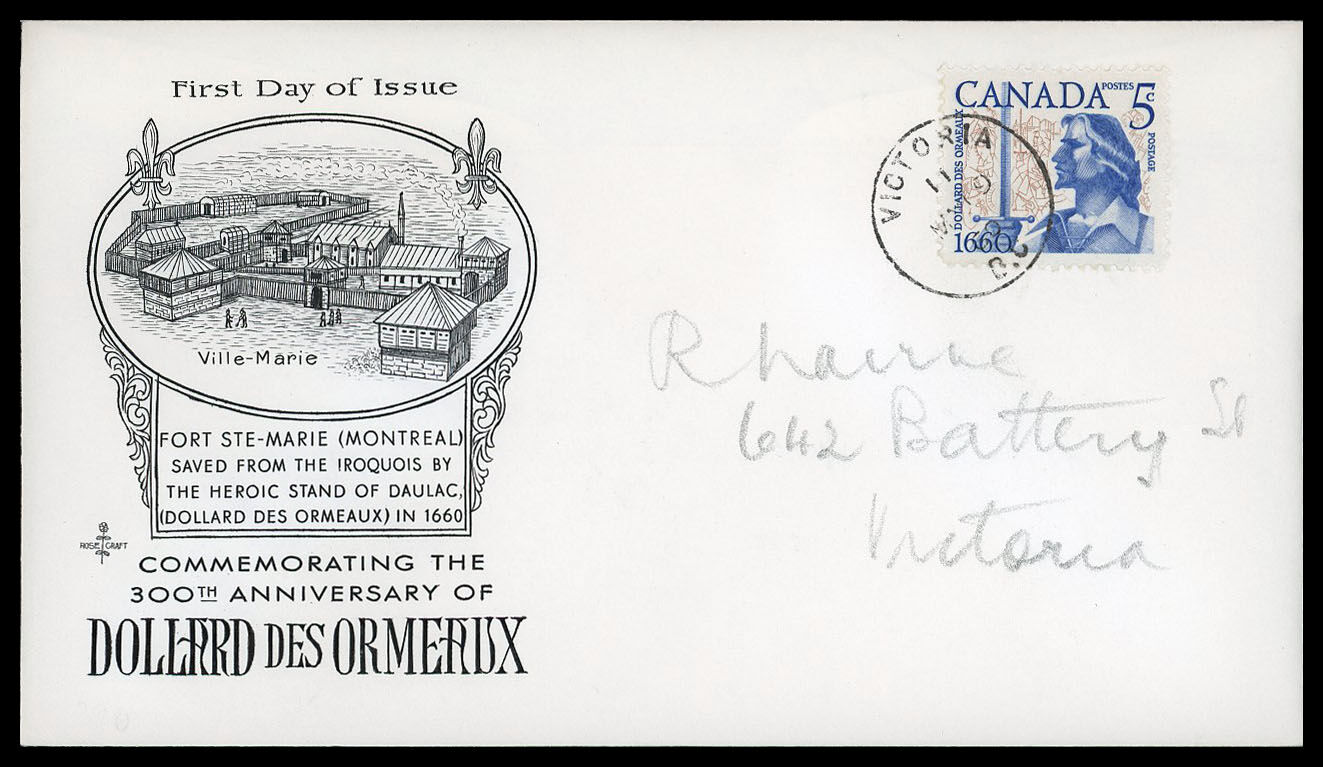 First Day of Issue
Ville-Marie
FORT STE-MARIE (MONTREAL)
SAVED FROM THE IROQUOIS BY
THE HEROIC STAND OF DAULAC,
(DOLLARD DES ORMEAUX) IN 1660
ROSE CRAFT
COMMEMORATING THE
300TH ANNIVERSARY OF
DOLLARD DES ORMEAUX
CANADA POSTES 5c
POSTAGE
DOLLARD DES ORMEAUX
1660
VICTORIA
642 Battery St
Victoria